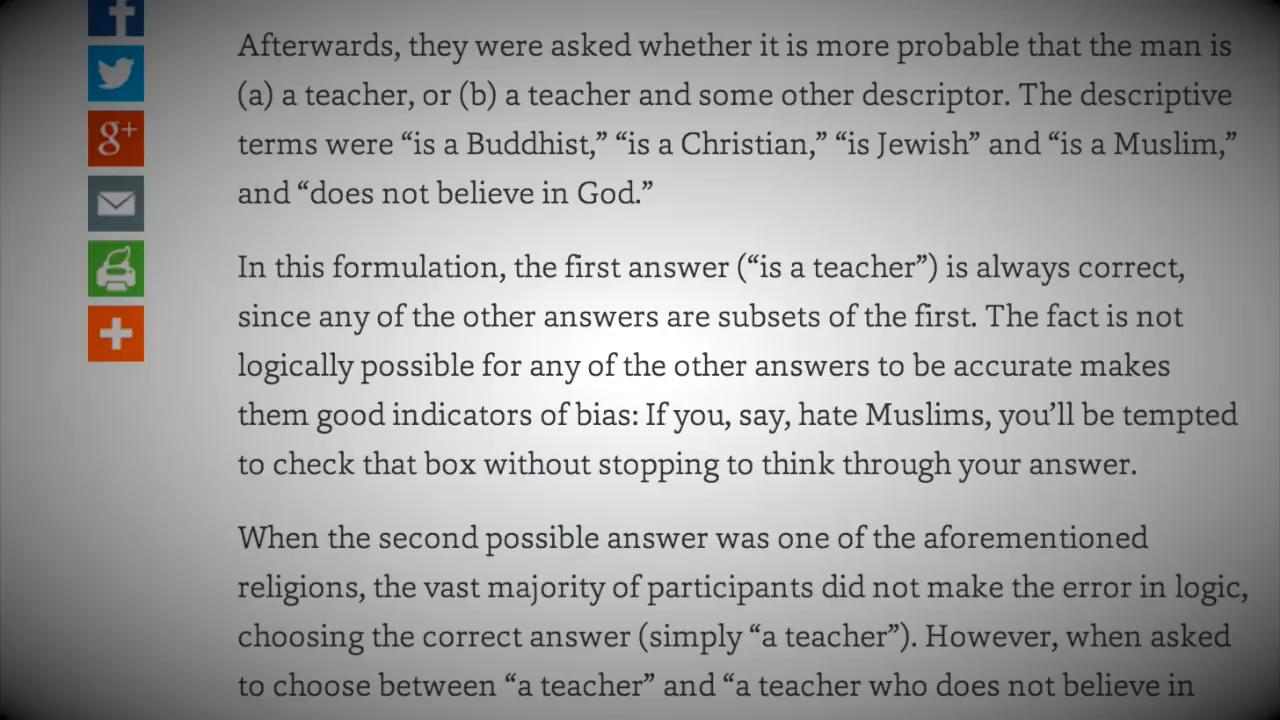 Afterwards, they were asked whether it is more probable that the man is
(a) a teacher, or (b) a teacher and some other descriptor. The descriptive
terms were “is a Buddhist,” “is a Christian,” “is Jewish” and “is a Muslim,”
and “does not believe in God.”
In this formulation, the first answer (“is a teacher”) is always correct,
since any of the other answers are subsets of the first. The fact is not
logically possible for any of the other answers to be accurate makes
them good indicators of bias: If you, say, hate Muslims, you’ll be tempted
to check that box without stopping to think through your answer.
When the second possible answer was one of the aforementioned
religions, the vast majority of participants did not make the error in logic,
choosing the correct answer (simply “a teacher”). However, when asked
to choose between “a teacher” and “a teacher who does not believe in